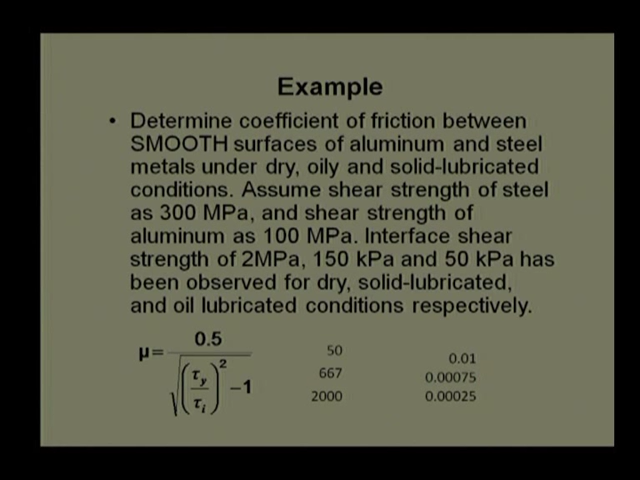 Example
• Determine coefficient of friction between
SMOOTH surfaces of aluminum and steel
metals under dry, oily and solid-lubricated
conditions. Assume shear strength of steel
as 300 MPa, and shear strength of
aluminum as 100 MPa. Interface shear
strength of 2MPa, 150 kPa and 50 kPa has
been observed for dry, solid-lubricated,
and oil lubricated conditions respectively.
μ = 0.5 / √((τy/τi)² − 1)
50 0.01
667 0.00075
2000 0.00025